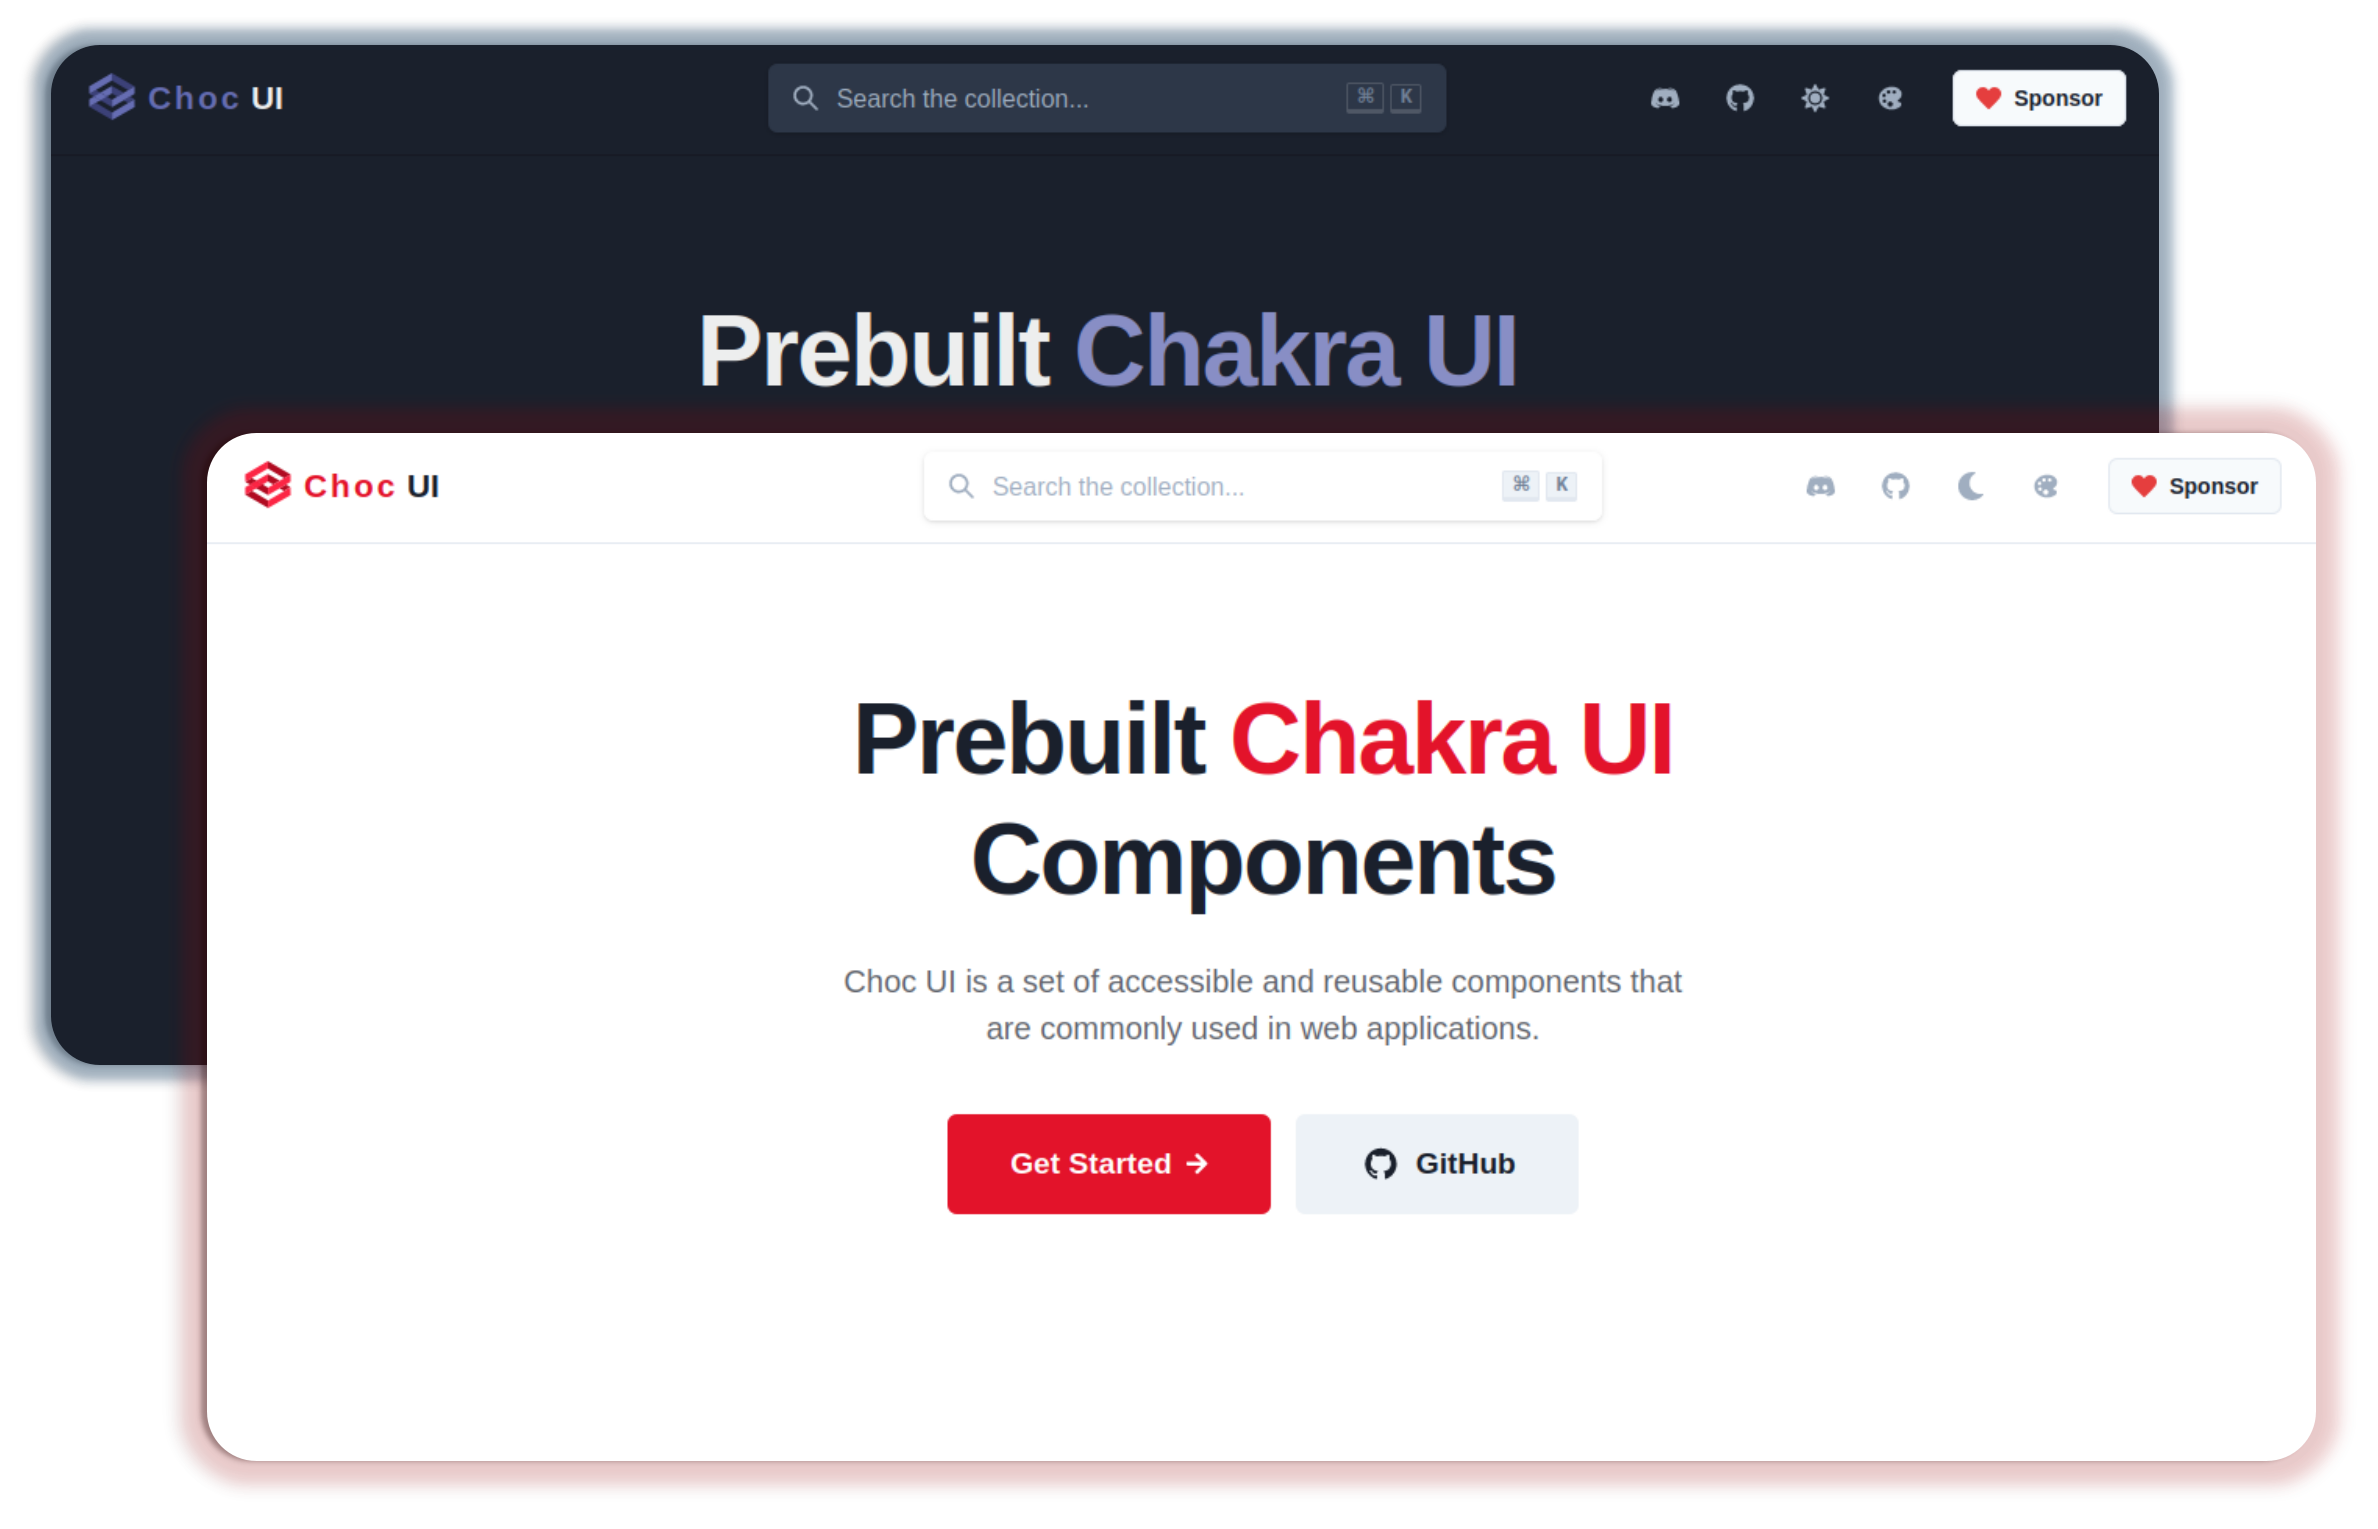 Choc UI
Search the collection...
⌘ K
Sponsor
Prebuilt Chakra UI
Choc UI
Search the collection...
⌘ K
Sponsor
Prebuilt Chakra UI
Components
Choc UI is a set of accessible and reusable components that
are commonly used in web applications.
Get Started →
GitHub